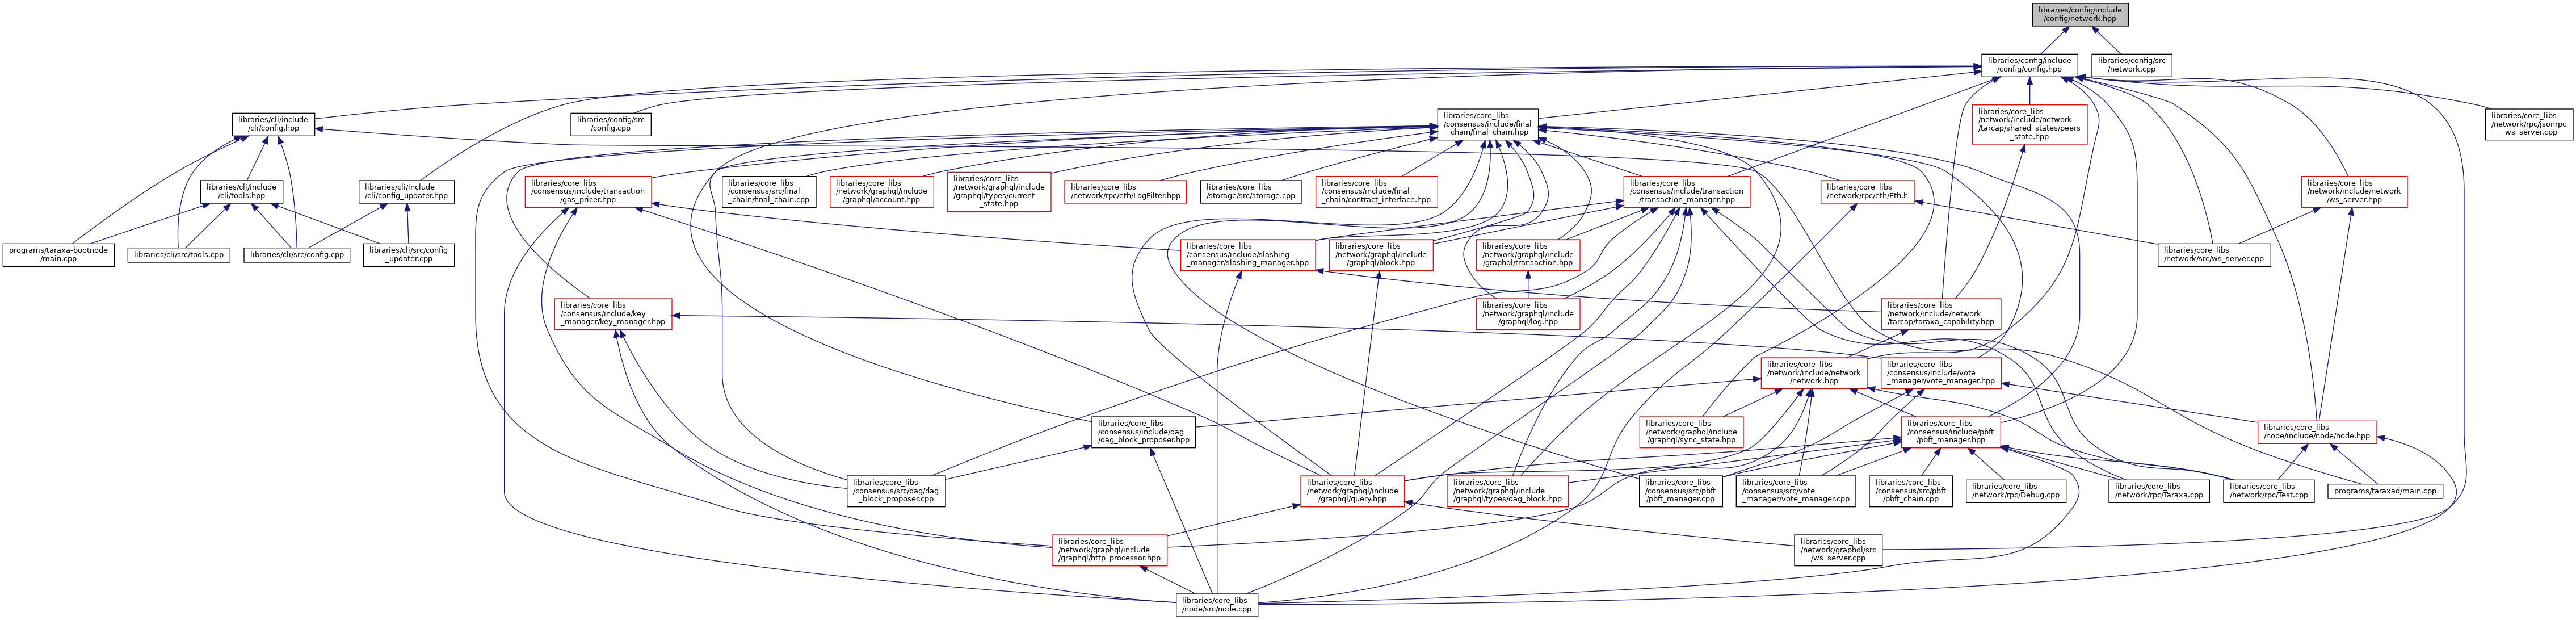 libraries/config/include
/config/network.hpp
libraries/config/include
/config/config.hpp
libraries/config/src
/network.cpp
libraries/cli/include
/cli/config.hpp
libraries/config/src
/config.cpp
libraries/core_libs
/consensus/include/final
_chain/final_chain.hpp
libraries/core_libs
/network/include/network
/tarcap/shared_states/peers
_state.hpp
libraries/core_libs
/network/rpc/jsonrpc
_ws_server.cpp
libraries/cli/include
/cli/tools.hpp
libraries/cli/include
/cli/config_updater.hpp
libraries/core_libs
/consensus/include/transaction
/gas_pricer.hpp
libraries/core_libs
/consensus/src/final
_chain/final_chain.cpp
libraries/core_libs
/network/graphql/include
/graphql/account.hpp
libraries/core_libs
/network/graphql/include
/graphql/types/current
_state.hpp
libraries/core_libs
/network/rpc/eth/LogFilter.hpp
libraries/core_libs
/storage/src/storage.cpp
libraries/core_libs
/consensus/include/final
_chain/contract_interface.hpp
libraries/core_libs
/consensus/include/transaction
/transaction_manager.hpp
libraries/core_libs
/network/rpc/eth/Eth.h
libraries/core_libs
/network/include/network
/ws_server.hpp
programs/taraxa-bootnode
/main.cpp
libraries/cli/src/tools.cpp
libraries/cli/src/config.cpp
libraries/cli/src/config
_updater.cpp
libraries/core_libs
/consensus/include/slashing
_manager/slashing_manager.hpp
libraries/core_libs
/network/graphql/include
/graphql/block.hpp
libraries/core_libs
/network/graphql/include
/graphql/transaction.hpp
libraries/core_libs
/network/src/ws_server.cpp
libraries/core_libs
/consensus/include/key
_manager/key_manager.hpp
libraries/core_libs
/network/graphql/include
/graphql/log.hpp
libraries/core_libs
/network/include/network
/tarcap/taraxa_capability.hpp
libraries/core_libs
/network/include/network
/network.hpp
libraries/core_libs
/consensus/include/vote
_manager/vote_manager.hpp
libraries/core_libs
/consensus/include/dag
/dag_block_proposer.hpp
libraries/core_libs
/network/graphql/include
/graphql/sync_state.hpp
libraries/core_libs
/consensus/include/pbft
/pbft_manager.hpp
libraries/core_libs
/node/include/node/node.hpp
libraries/core_libs
/consensus/src/dag/dag
_block_proposer.cpp
libraries/core_libs
/network/graphql/include
/graphql/query.hpp
libraries/core_libs
/network/graphql/include
/graphql/types/dag_block.hpp
libraries/core_libs
/consensus/src/pbft
/pbft_manager.cpp
libraries/core_libs
/consensus/src/vote
_manager/vote_manager.cpp
libraries/core_libs
/consensus/src/pbft
/pbft_chain.cpp
libraries/core_libs
/network/rpc/Debug.cpp
libraries/core_libs
/network/rpc/Taraxa.cpp
libraries/core_libs
/network/rpc/Test.cpp
programs/taraxad/main.cpp
libraries/core_libs
/network/graphql/include
/graphql/http_processor.hpp
libraries/core_libs
/network/graphql/src
/ws_server.cpp
libraries/core_libs
/node/src/node.cpp